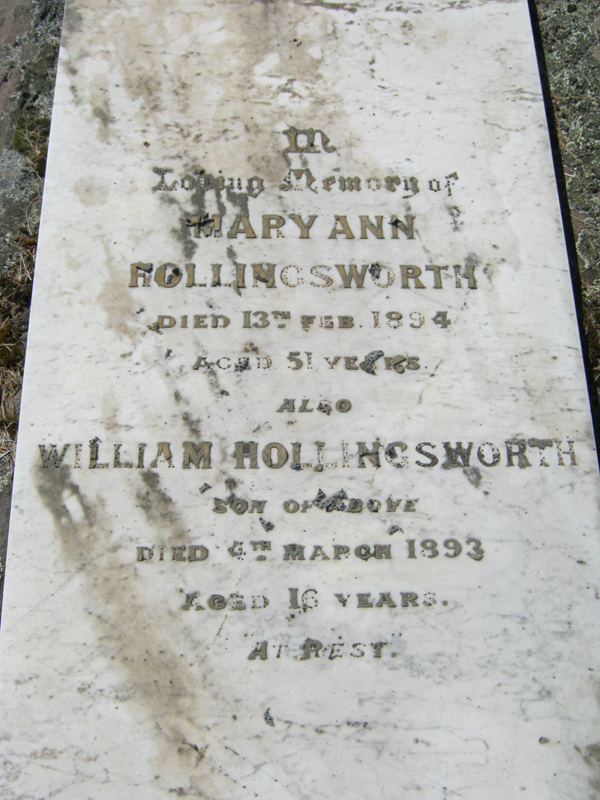 In
Loving Memory of
MARY ANN
HOLLINGSWORTH
DIED 13TH FEB. 1894
AGED 51 YEARS.
ALSO
WILLIAM HOLLINGSWORTH
SON OF ABOVE
DIED 4TH MARCH 1893
AGED 16 YEARS.
"AT REST."